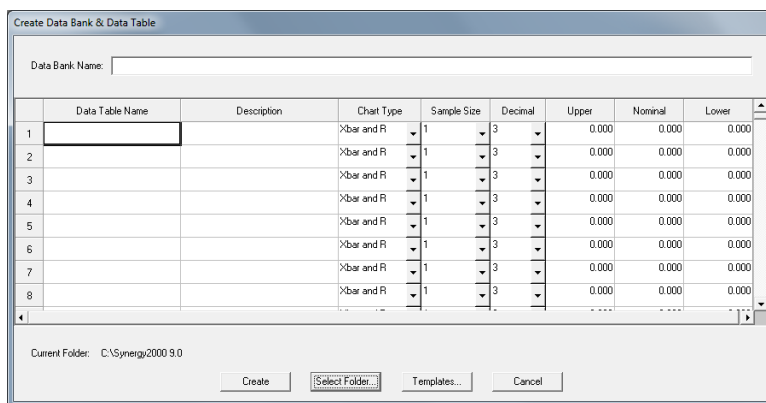 Create Data Bank & Data Table
Data Bank Name:
Data Table Name Description Chart Type Sample Size Decimal Upper Nominal Lower
1 Xbar and R 1 3 0.000 0.000 0.000
2 Xbar and R 1 3 0.000 0.000 0.000
3 Xbar and R 1 3 0.000 0.000 0.000
4 Xbar and R 1 3 0.000 0.000 0.000
5 Xbar and R 1 3 0.000 0.000 0.000
6 Xbar and R 1 3 0.000 0.000 0.000
7 Xbar and R 1 3 0.000 0.000 0.000
8 Xbar and R 1 3 0.000 0.000 0.000
Current Folder: C:\Synergy2000 9.0
Create Select Folder... Templates... Cancel